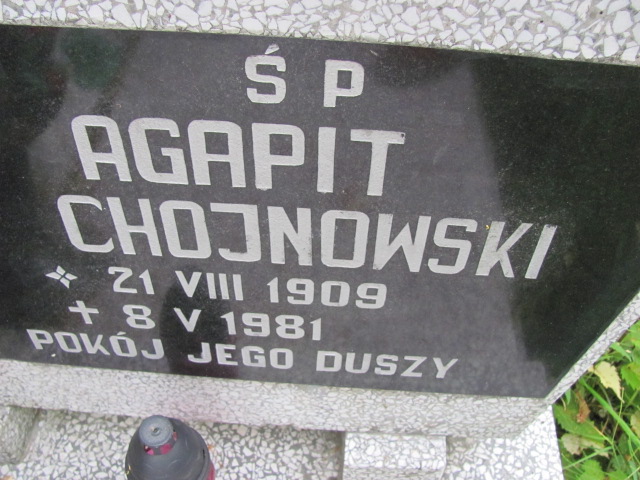 Ś P
AGAPIT
CHOJNOWSKI
21 VIII 1909
8 V 1981
POKÓJ JEGO DUSZY